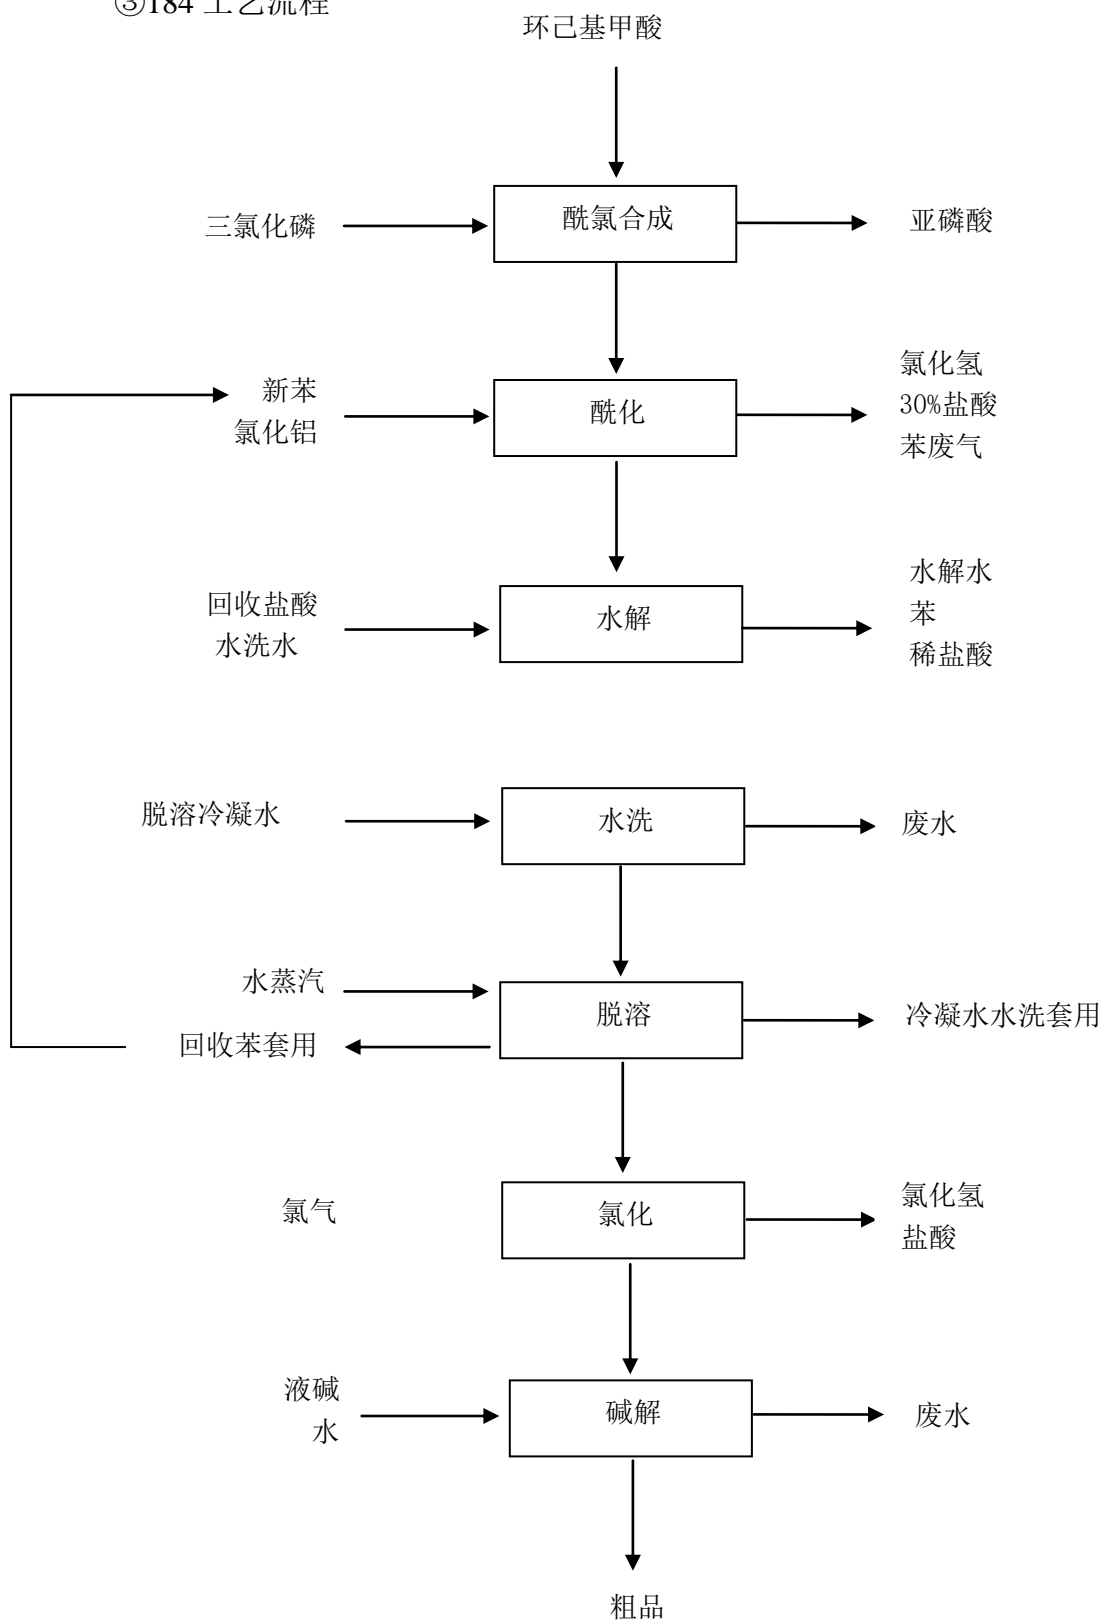 ③184 工艺流程
环己基甲酸
三氯化磷
酰氯合成
亚磷酸
新苯
氯化铝
酰化
氯化氢
30%盐酸
苯废气
回收盐酸
水洗水
水解
水解水
苯
稀盐酸
脱溶冷凝水
水洗
废水
水蒸汽
回收苯套用
脱溶
冷凝水水洗套用
氯气
氯化
氯化氢
盐酸
液碱
水
碱解
废水
粗品